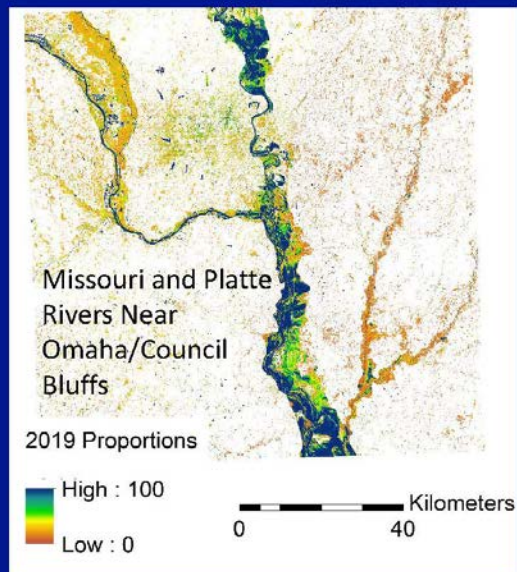 Missouri and Platte
Rivers Near
Omaha/Council
Bluffs
2019 Proportions
High : 100
Low : 0
Kilometers
0 40